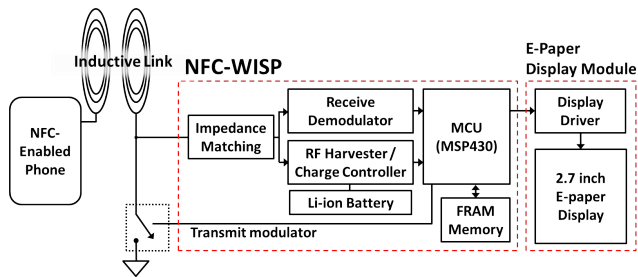 Inductive Link
NFC-WISP
E-Paper
Display Module
NFC-
Enabled
Phone
Impedance
Matching
Receive
Demodulator
RF Harvester /
Charge Controller
Li-ion Battery
MCU
(MSP430)
FRAM
Memory
Transmit modulator
Display
Driver
2.7 inch
E-paper
Display